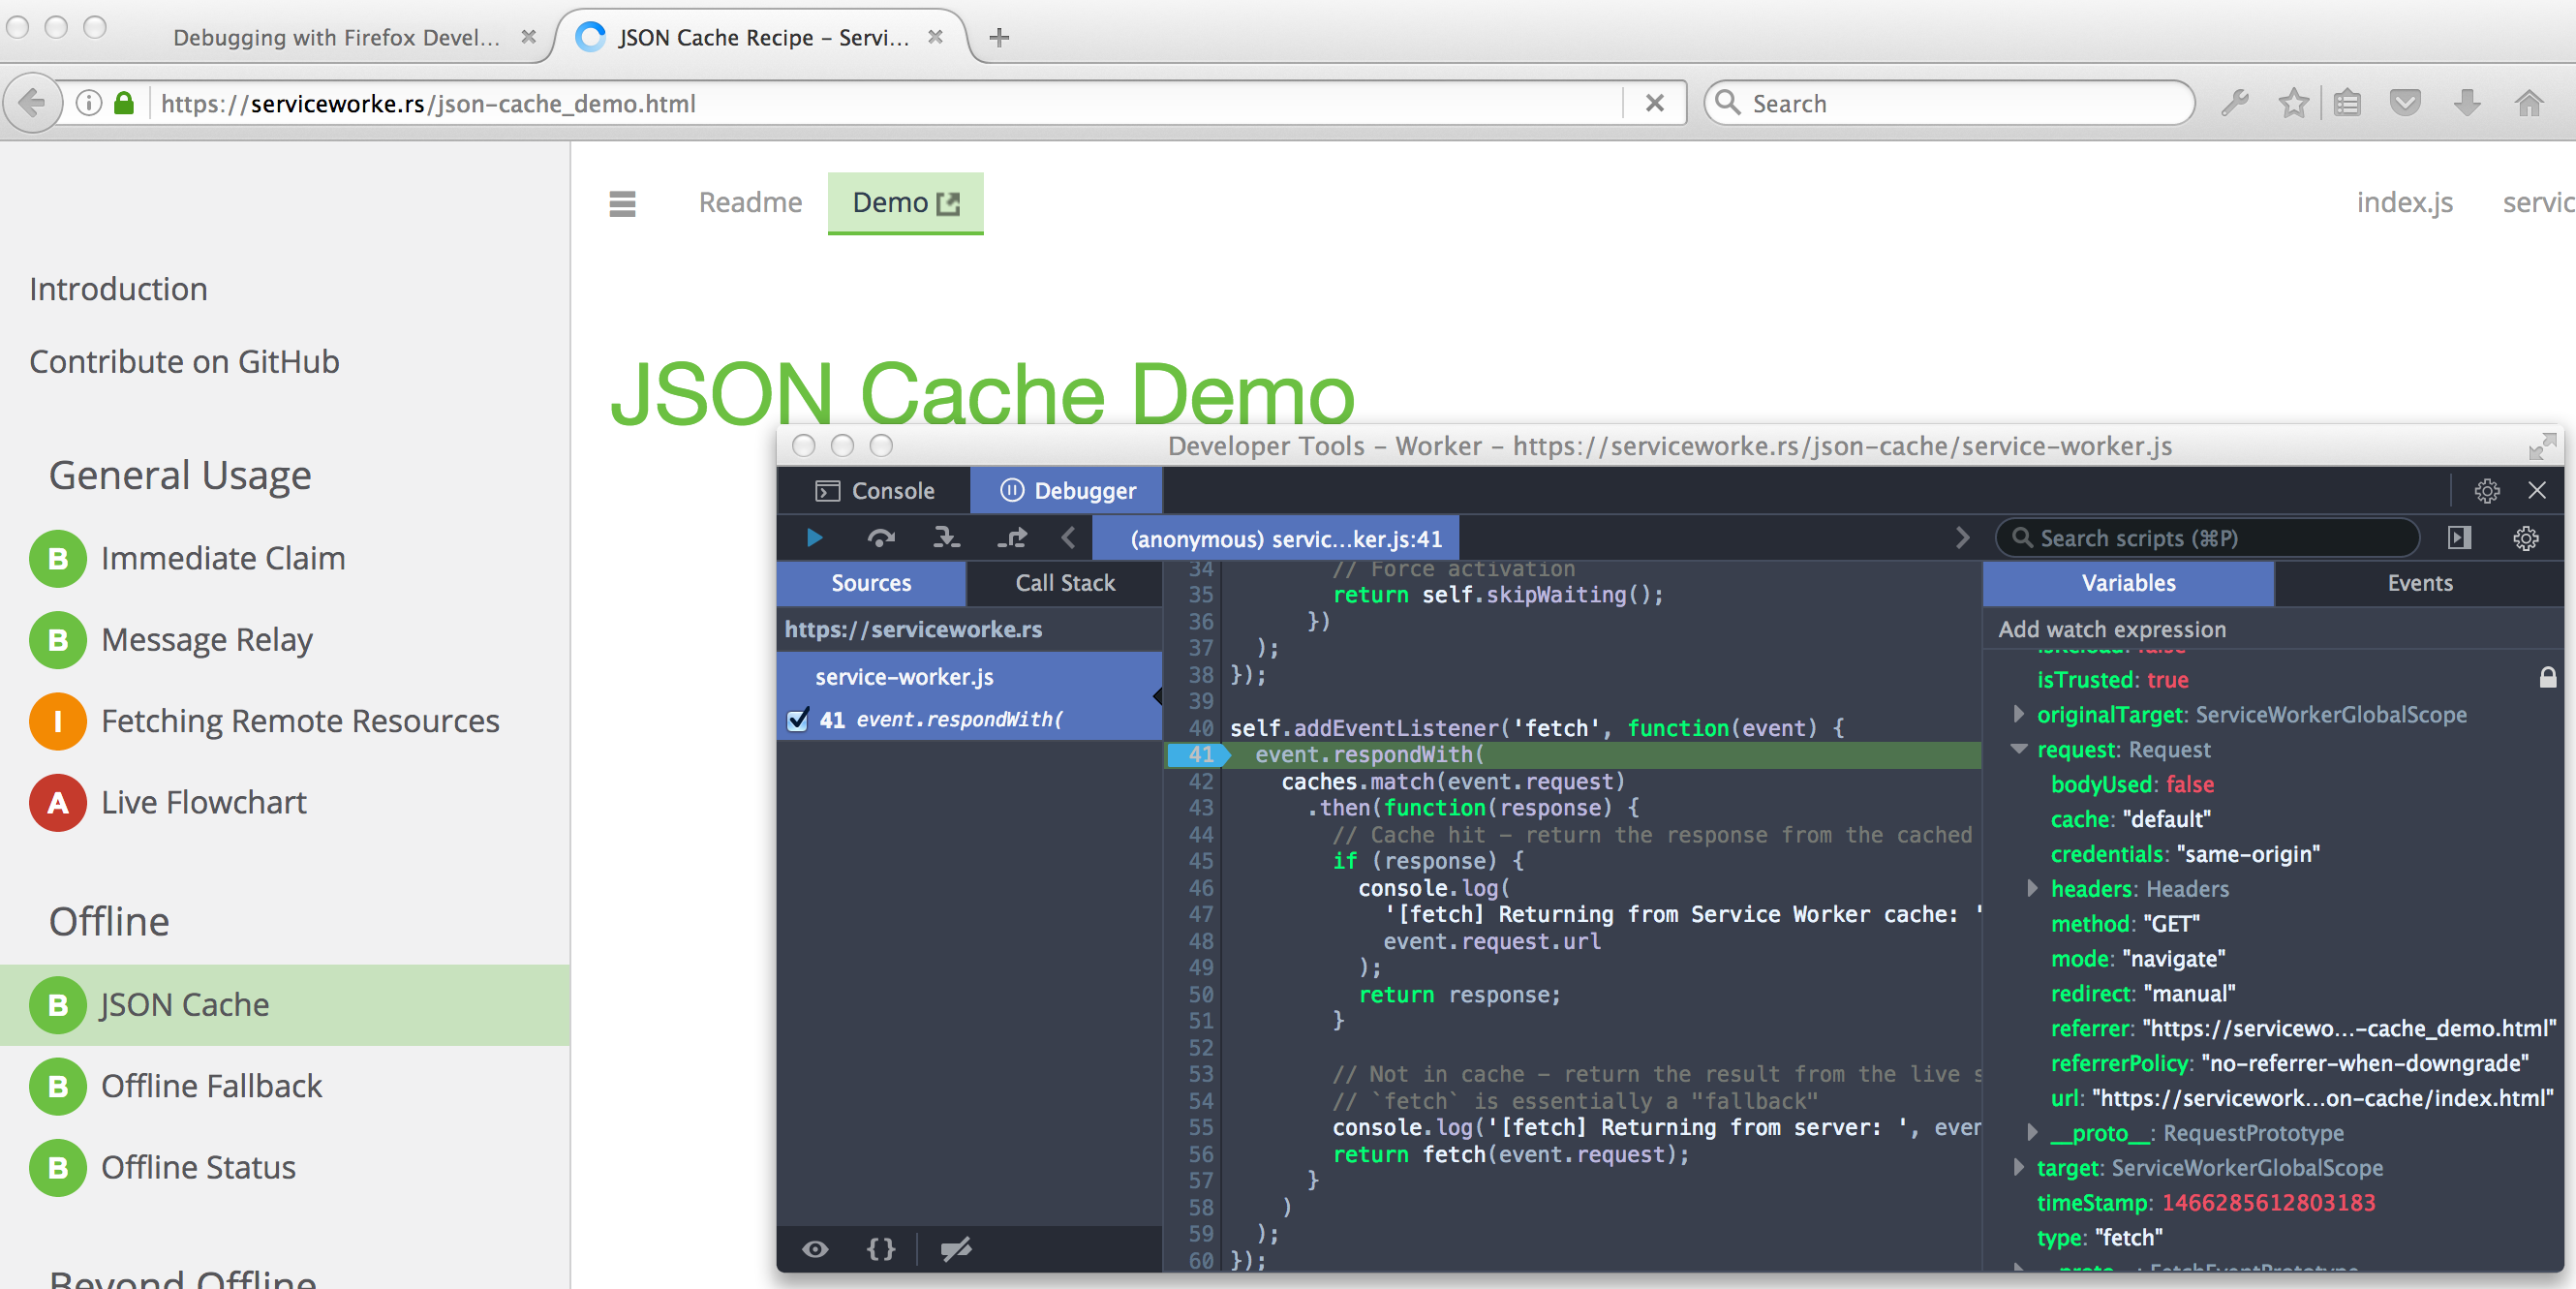 Debugging with Firefox Devel...
JSON Cache Recipe – Servi...
https://serviceworke.rs/json-cache_demo.html
Search
Readme
Demo
index.js
servic
Introduction
Contribute on GitHub
General Usage
B Immediate Claim
B Message Relay
I Fetching Remote Resources
A Live Flowchart
Offline
B JSON Cache
B Offline Fallback
B Offline Status
Beyond Offline
JSON Cache Demo
Developer Tools – Worker – https://serviceworke.rs/json-cache/service-worker.js
Console
Debugger
(anonymous) servic...ker.js:41
Search scripts (⌘P)
Sources
Call Stack
https://serviceworke.rs
service-worker.js
41 event.respondWith(
34 // Force activation
35 return self.skipWaiting();
36 })
37 );
38 });
39
40 self.addEventListener('fetch', function(event) {
41 event.respondWith(
42 caches.match(event.request)
43 .then(function(response) {
44 // Cache hit – return the response from the cached
45 if (response) {
46 console.log(
47 '[fetch] Returning from Service Worker cache: '
48 event.request.url
49 );
50 return response;
51 }
52
53 // Not in cache – return the result from the live s
54 // `fetch` is essentially a "fallback"
55 console.log('[fetch] Returning from server: ', even
56 return fetch(event.request);
57 }
58 )
59 );
60 });
Variables
Events
Add watch expression
isReload: false
isTrusted: true
originalTarget: ServiceWorkerGlobalScope
request: Request
bodyUsed: false
cache: "default"
credentials: "same-origin"
headers: Headers
method: "GET"
mode: "navigate"
redirect: "manual"
referrer: "https://servicewo...-cache_demo.html"
referrerPolicy: "no-referrer-when-downgrade"
url: "https://servicework...on-cache/index.html"
__proto__: RequestPrototype
target: ServiceWorkerGlobalScope
timeStamp: 1466285612803183
type: "fetch"
__proto__: FetchEventPrototype